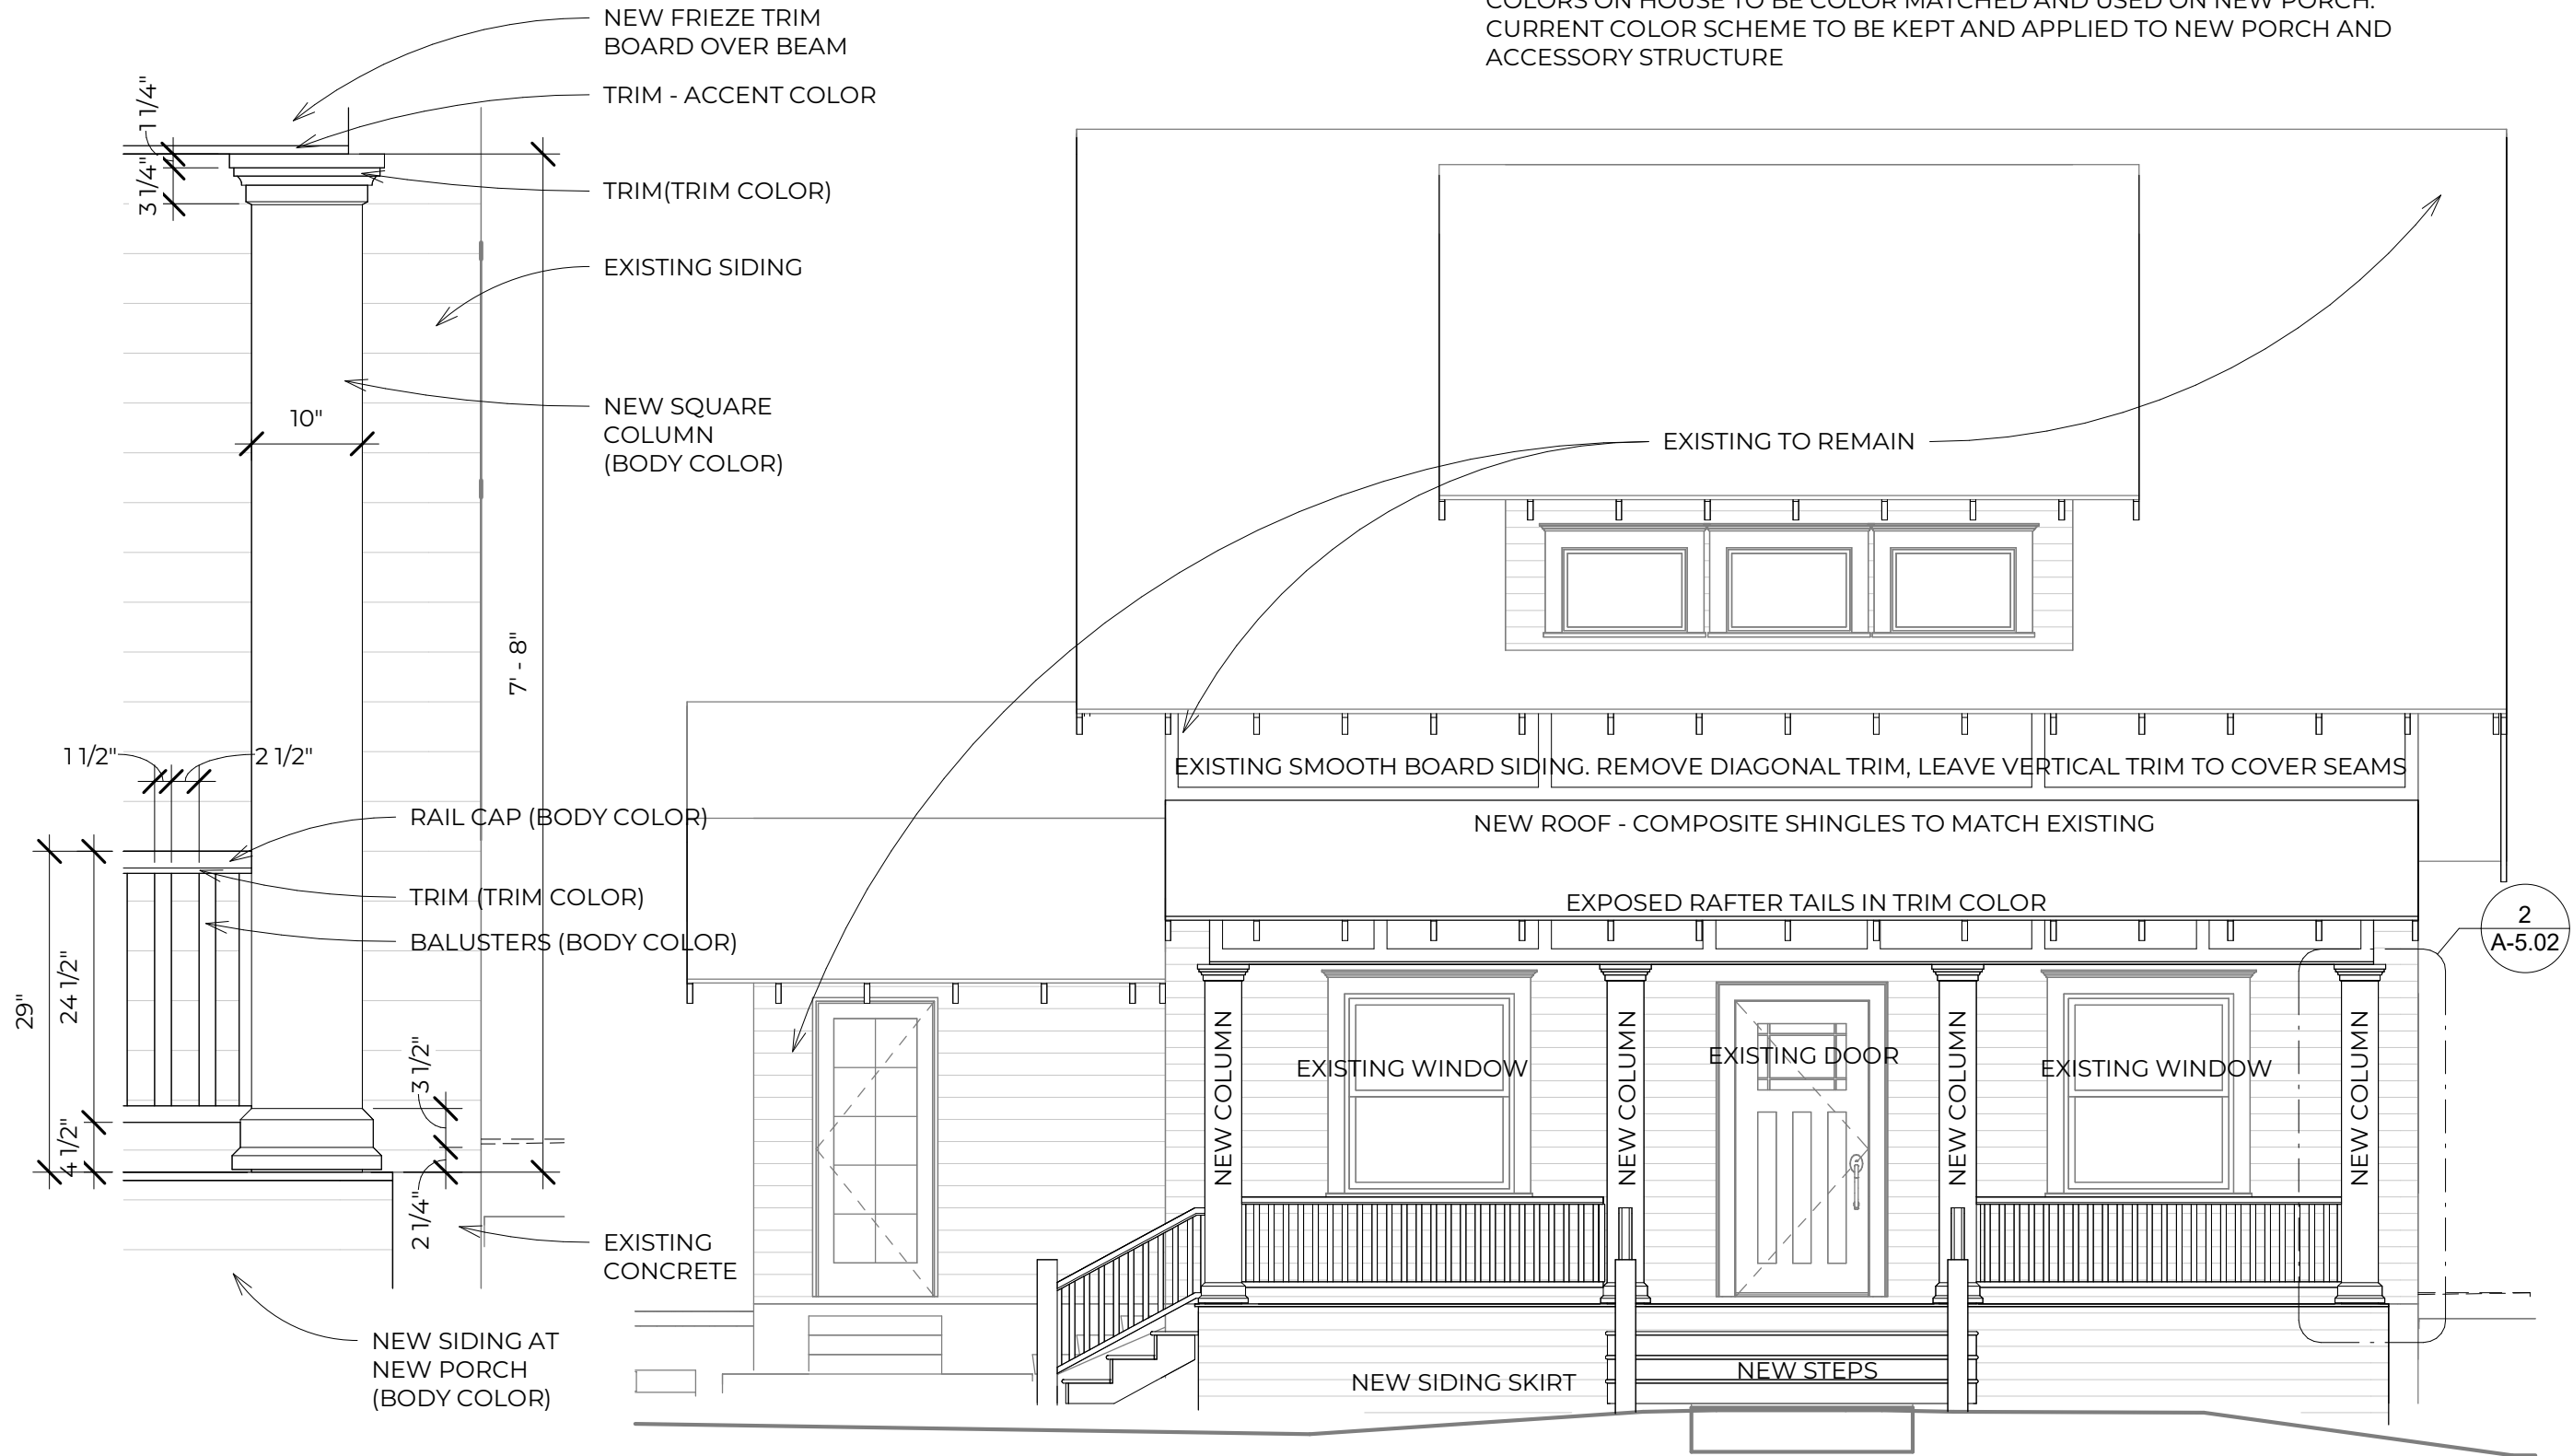 COLORS ON HOUSE TO BE COLOR MATCHED AND USED ON NEW PORCH.
CURRENT COLOR SCHEME TO BE KEPT AND APPLIED TO NEW PORCH AND
ACCESSORY STRUCTURE
NEW FRIEZE TRIM
BOARD OVER BEAM
TRIM - ACCENT COLOR
1 1/4"
3 1/4"
TRIM(TRIM COLOR)
EXISTING SIDING
NEW SQUARE
COLUMN
(BODY COLOR)
10"
7' - 8"
1 1/2"
2 1/2"
RAIL CAP (BODY COLOR)
TRIM (TRIM COLOR)
BALUSTERS (BODY COLOR)
29"
24 1/2"
4 1/2"
3 1/2"
2 1/4"
EXISTING
CONCRETE
NEW SIDING AT
NEW PORCH
(BODY COLOR)
EXISTING TO REMAIN
EXISTING SMOOTH BOARD SIDING. REMOVE DIAGONAL TRIM, LEAVE VERTICAL TRIM TO COVER SEAMS
NEW ROOF - COMPOSITE SHINGLES TO MATCH EXISTING
EXPOSED RAFTER TAILS IN TRIM COLOR
2
A-5.02
NEW COLUMN
EXISTING WINDOW
NEW COLUMN
EXISTING DOOR
NEW COLUMN
EXISTING WINDOW
NEW COLUMN
NEW SIDING SKIRT
NEW STEPS